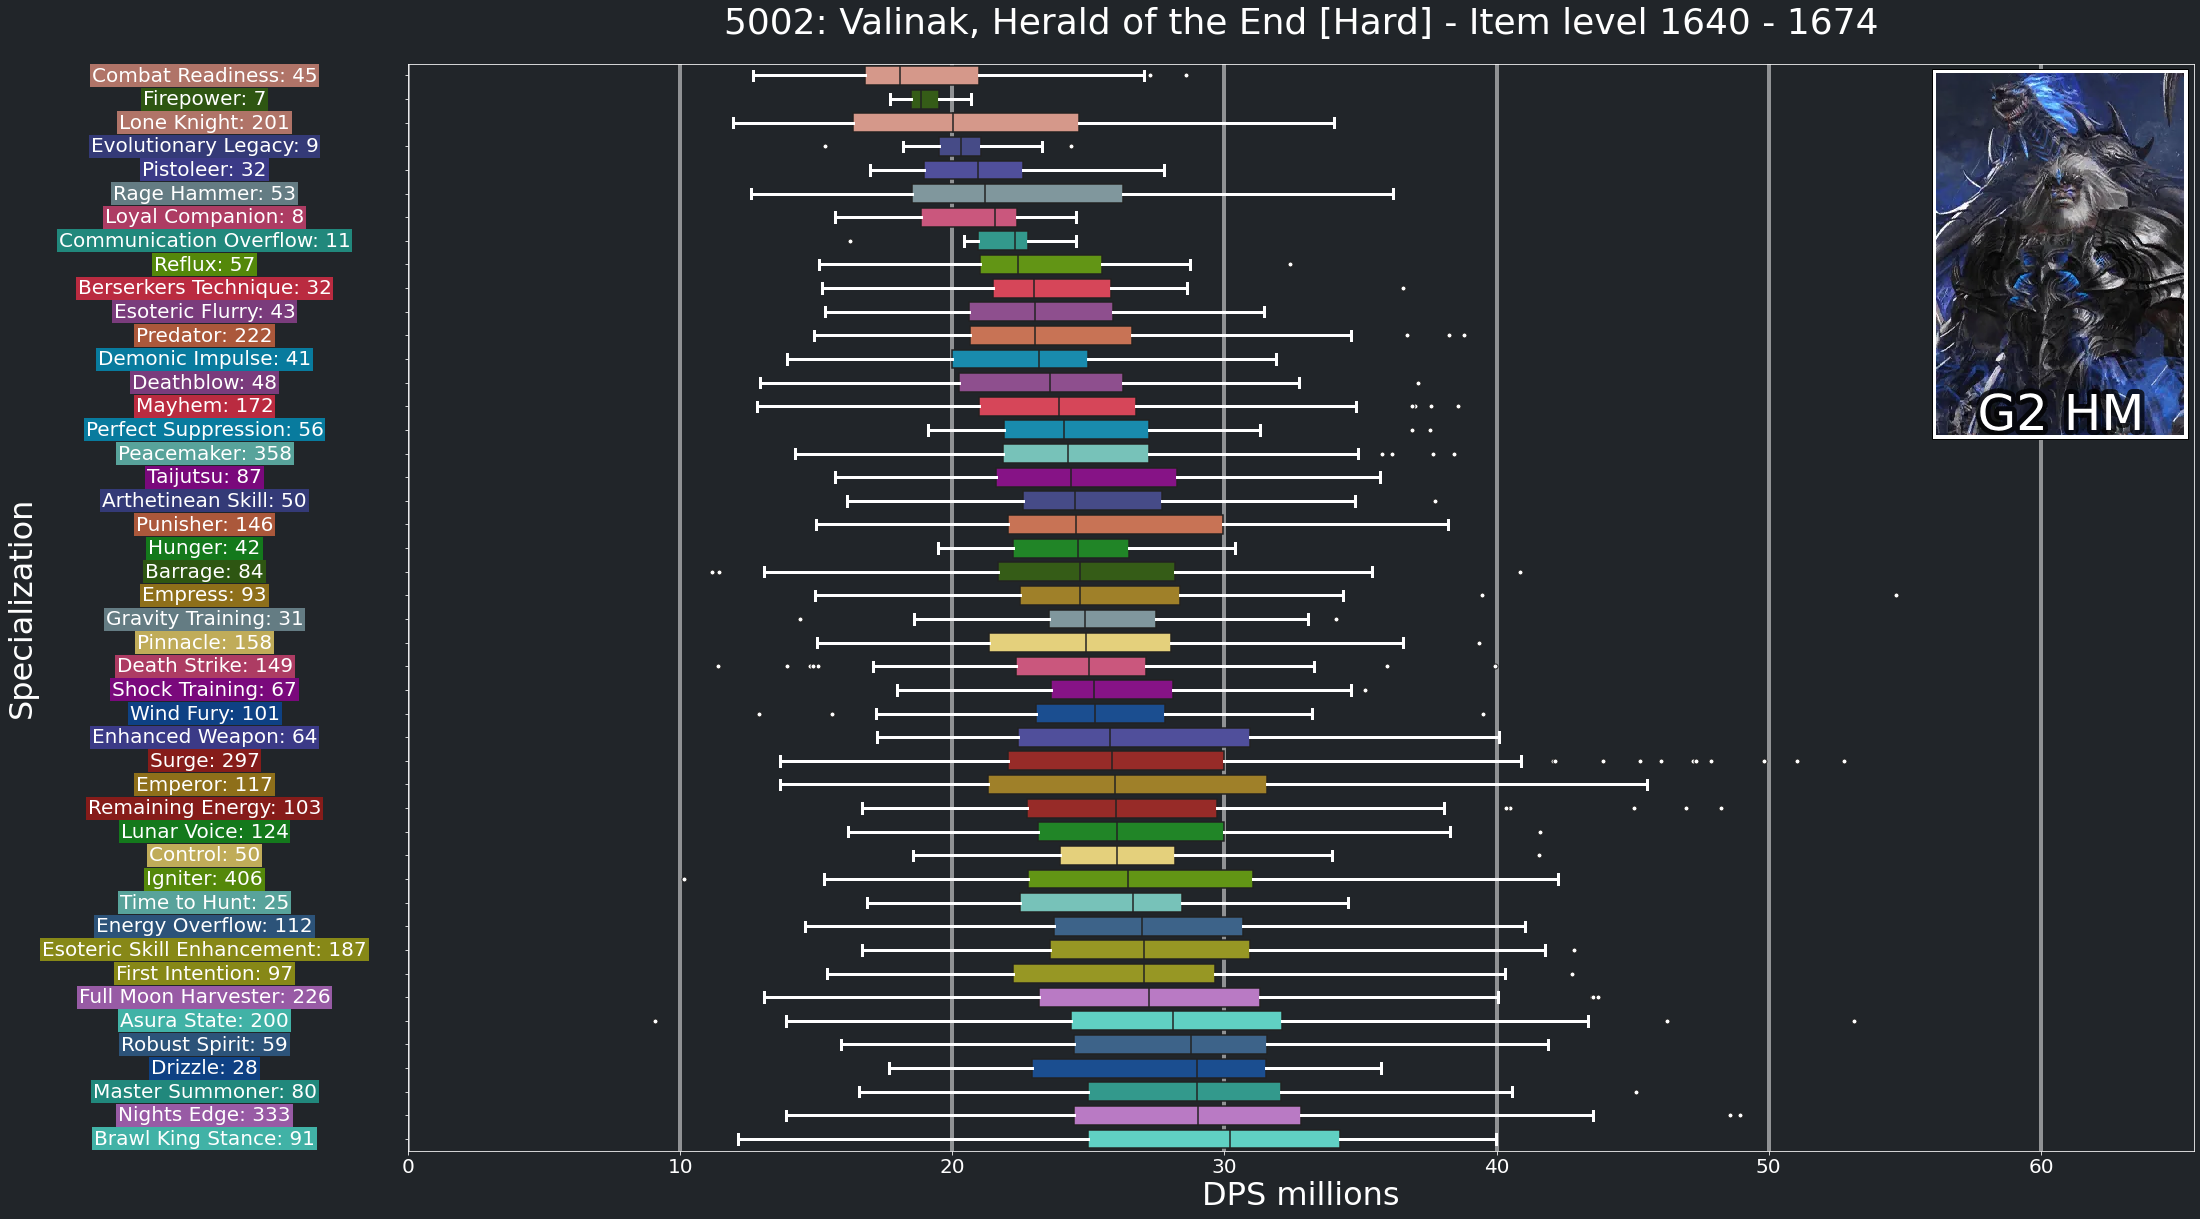 5002: Valinak, Herald of the End [Hard] - Item level 1640 - 1674
Combat Readiness: 45
Firepower: 7
Lone Knight: 201
Evolutionary Legacy: 9
Pistoleer: 32
Rage Hammer: 53
Loyal Companion: 8
Communication Overflow: 11
Reflux: 57
Berserkers Technique: 32
Esoteric Flurry: 43
Predator: 222
Demonic Impulse: 41
Deathblow: 48
Mayhem: 172
Perfect Suppression: 56
Peacemaker: 358
Taijutsu: 87
Arthetinean Skill: 50
Punisher: 146
Hunger: 42
Barrage: 84
Empress: 93
Gravity Training: 31
Pinnacle: 158
Death Strike: 149
Shock Training: 67
Wind Fury: 101
Enhanced Weapon: 64
Surge: 297
Emperor: 117
Remaining Energy: 103
Lunar Voice: 124
Control: 50
Igniter: 406
Time to Hunt: 25
Energy Overflow: 112
Esoteric Skill Enhancement: 187
First Intention: 97
Full Moon Harvester: 226
Asura State: 200
Robust Spirit: 59
Drizzle: 28
Master Summoner: 80
Nights Edge: 333
Brawl King Stance: 91
Specialization
G2 HM
0 10 20 30 40 50 60
DPS millions